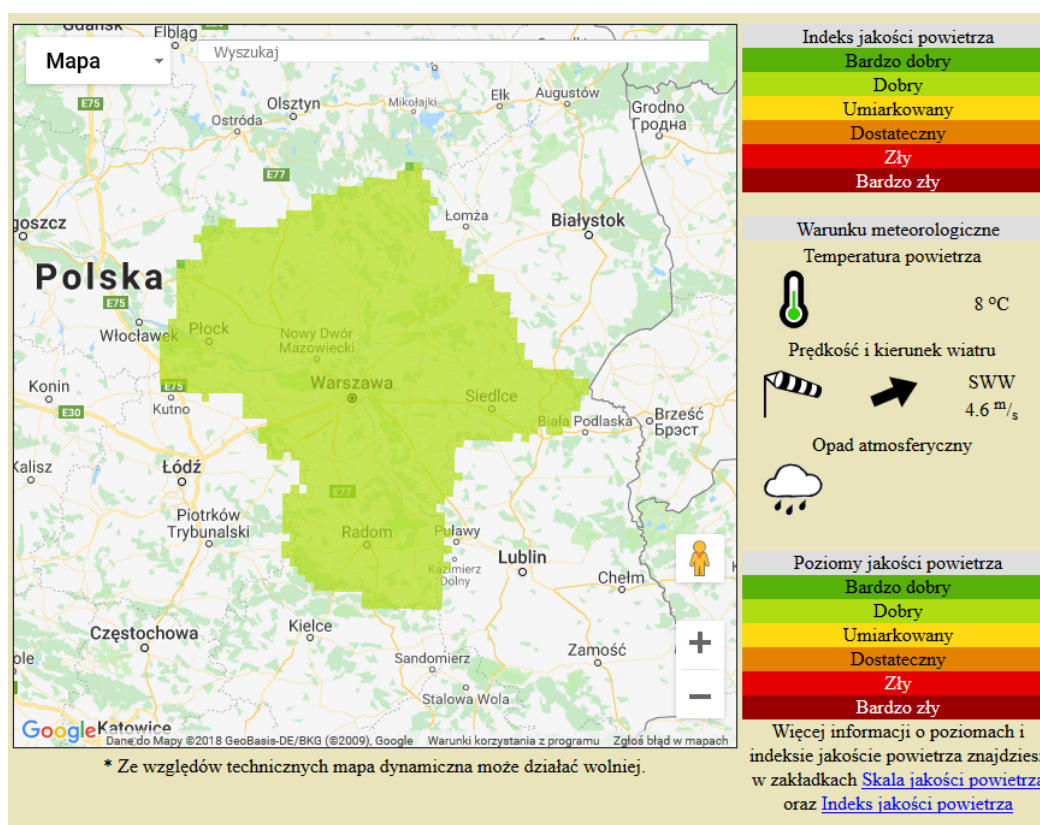 Gdańsk
Elbląg
Mapa
Wyszukaj
E75
Olsztyn
Mikołajki
Ełk
Augustów
Ostróda
Grodno
Гродна
E77
goszcz
Łomża
Białystok
Polska
E75
Włocławek
Płock
Nowy Dwór
Mazowiecki
Konin
E75
Warszawa
Siedlce
E30
Kutno
Biała Podlaska
Brześć
Брэст
Kalisz
Łódź
E77
Piotrków
Trybunalski
Radom
Puławy
Kazimierz
Dolny
Lublin
Chełm
Częstochowa
Kielce
Sandomierz
Zamość
ole
Stalowa Wola
Google
Katowice
Dane do Mapy ©2018 GeoBasis-DE/BKG (©2009), Google Warunki korzystania z programu Zgłoś błąd w mapach
* Ze względów technicznych mapa dynamiczna może działać wolniej.
Indeks jakości powietrza
Bardzo dobry
Dobry
Umiarkowany
Dostateczny
Zły
Bardzo zły
Warunku meteorologiczne
Temperatura powietrza
8 °C
Prędkość i kierunek wiatru
SWW
4.6 m/s
Opad atmosferyczny
Poziomy jakości powietrza
Bardzo dobry
Dobry
Umiarkowany
Dostateczny
Zły
Bardzo zły
Więcej informacji o poziomach i
indeksie jakoście powietrza znajdziesz
w zakładkach Skala jakości powietrza
oraz Indeks jakości powietrza